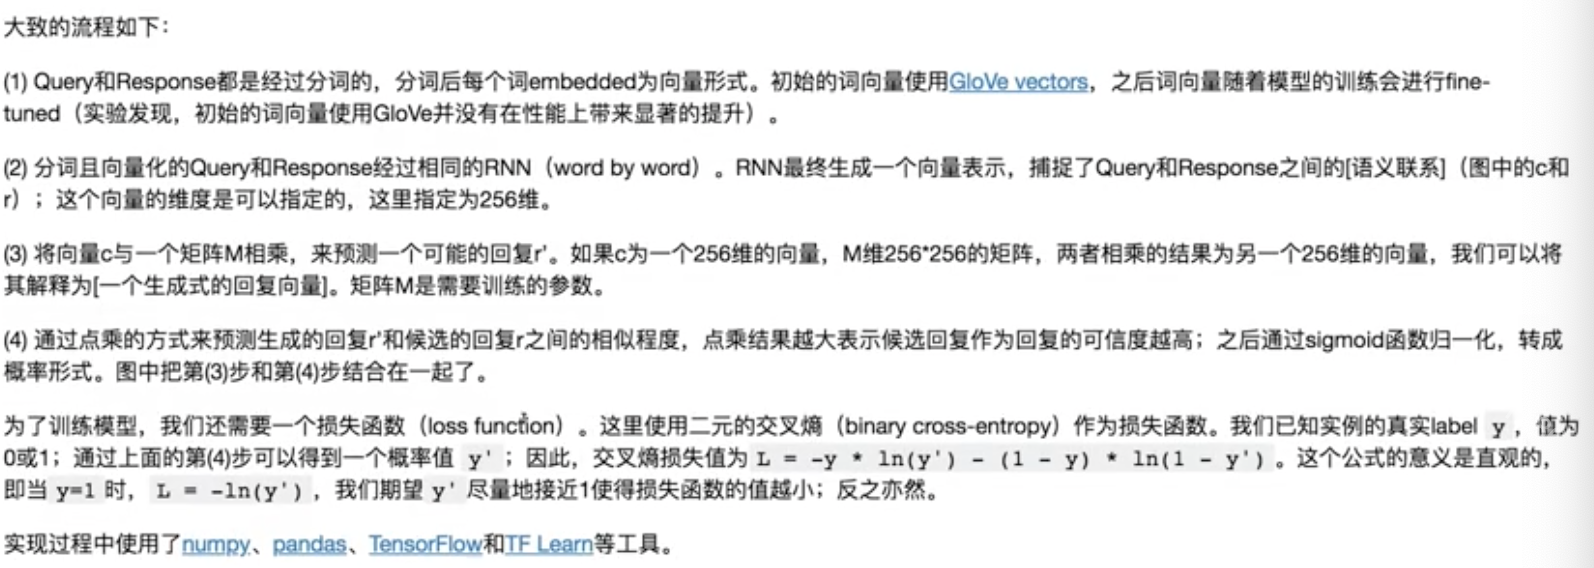 大致的流程如下：
(1) Query和Response都是经过分词的，分词后每个词embedded为向量形式。初始的词向量使用GloVe vectors，之后词向量随着模型的训练会进行fine-
tuned（实验发现，初始的词向量使用GloVe并没有在性能上带来显著的提升）。
(2) 分词且向量化的Query和Response经过相同的RNN（word by word）。RNN最终生成一个向量表示，捕捉了Query和Response之间的[语义联系]（图中的c和
r）；这个向量的维度是可以指定的，这里指定为256维。
(3) 将向量c与一个矩阵M相乘，来预测一个可能的回复r'。如果c为一个256维的向量，M维256*256的矩阵，两者相乘的结果为另一个256维的向量，我们可以将
其解释为[一个生成式的回复向量]。矩阵M是需要训练的参数。
(4) 通过点乘的方式来预测生成的回复r'和候选的回复r之间的相似程度，点乘结果越大表示候选回复作为回复的可信度越高；之后通过sigmoid函数归一化，转成
概率形式。图中把第(3)步和第(4)步结合在一起了。
为了训练模型，我们还需要一个损失函数（loss function）。这里使用二元的交叉熵（binary cross-entropy）作为损失函数。我们已知实例的真实label y，值为
0或1；通过上面的第(4)步可以得到一个概率值 y'；因此，交叉熵损失值为 L = -y * ln(y') - (1 - y) * ln(1 - y')。这个公式的意义是直观的，
即当 y=1 时， L = -ln(y')，我们期望 y' 尽量地接近1使得损失函数的值越小；反之亦然。
实现过程中使用了numpy、pandas、TensorFlow和TF Learn等工具。